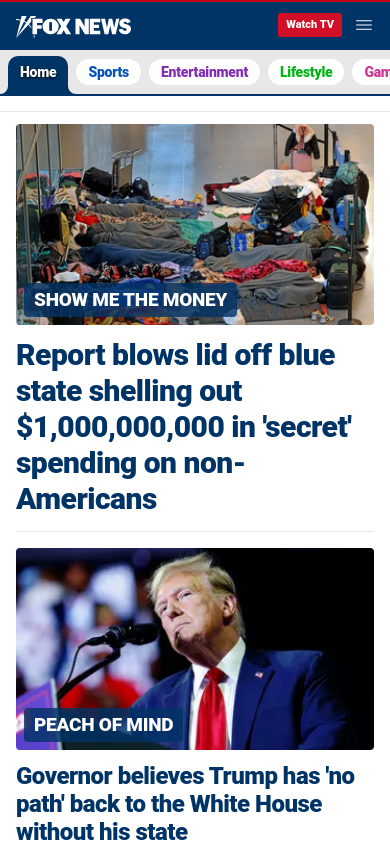 FOX NEWS
Watch TV
Home
Sports
Entertainment
Lifestyle
Gam
SHOW ME THE MONEY
Report blows lid off blue
state shelling out
$1,000,000,000 in 'secret'
spending on non-
Americans
PEACH OF MIND
Governor believes Trump has 'no
path' back to the White House
without his state